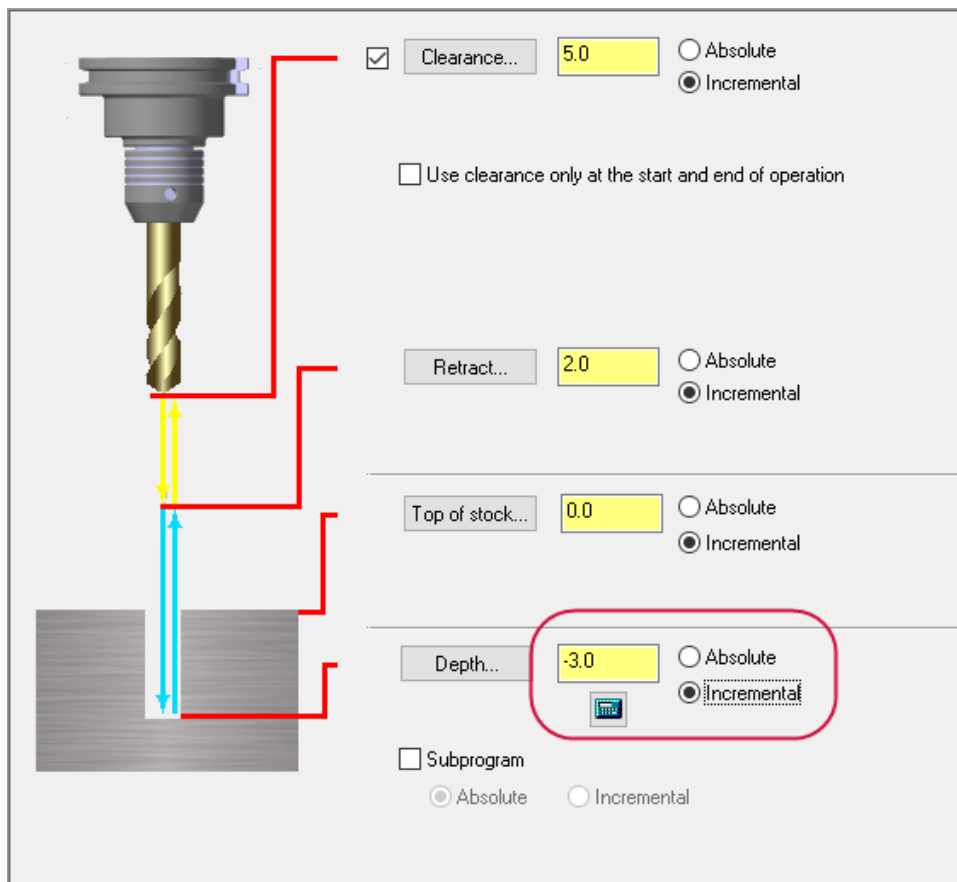 Clearance... 5.0 Absolute
Incremental
Use clearance only at the start and end of operation
Retract... 2.0 Absolute
Incremental
Top of stock... 0.0 Absolute
Incremental
Depth... -3.0 Absolute
Incremental
Subprogram
Absolute Incremental